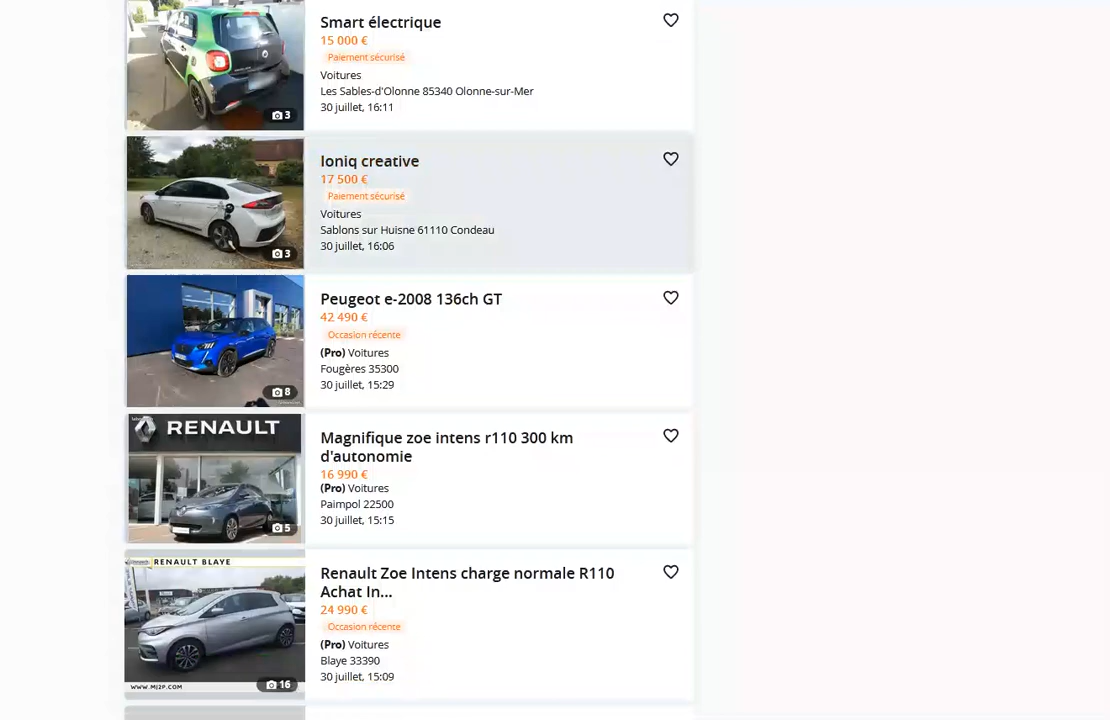 Smart électrique
15 000 €
Paiement sécurisé
Voitures
Les Sables-d'Olonne 85340 Olonne-sur-Mer
30 juillet, 16:11
3
Ioniq creative
17 500 €
Paiement sécurisé
Voitures
Sablons sur Huisne 61110 Condeau
30 juillet, 16:06
3
Peugeot e-2008 136ch GT
42 490 €
Occasion récente
(Pro) Voitures
Fougères 35300
30 juillet, 15:29
8
RENAULT
Magnifique zoe intens r110 300 km
d'autonomie
16 990 €
(Pro) Voitures
Paimpol 22500
30 juillet, 15:15
5
RENAULT BLAYE
Renault Zoe Intens charge normale R110
Achat In...
24 990 €
Occasion récente
(Pro) Voitures
Blaye 33390
30 juillet, 15:09
16
WWW.MJ2P.COM